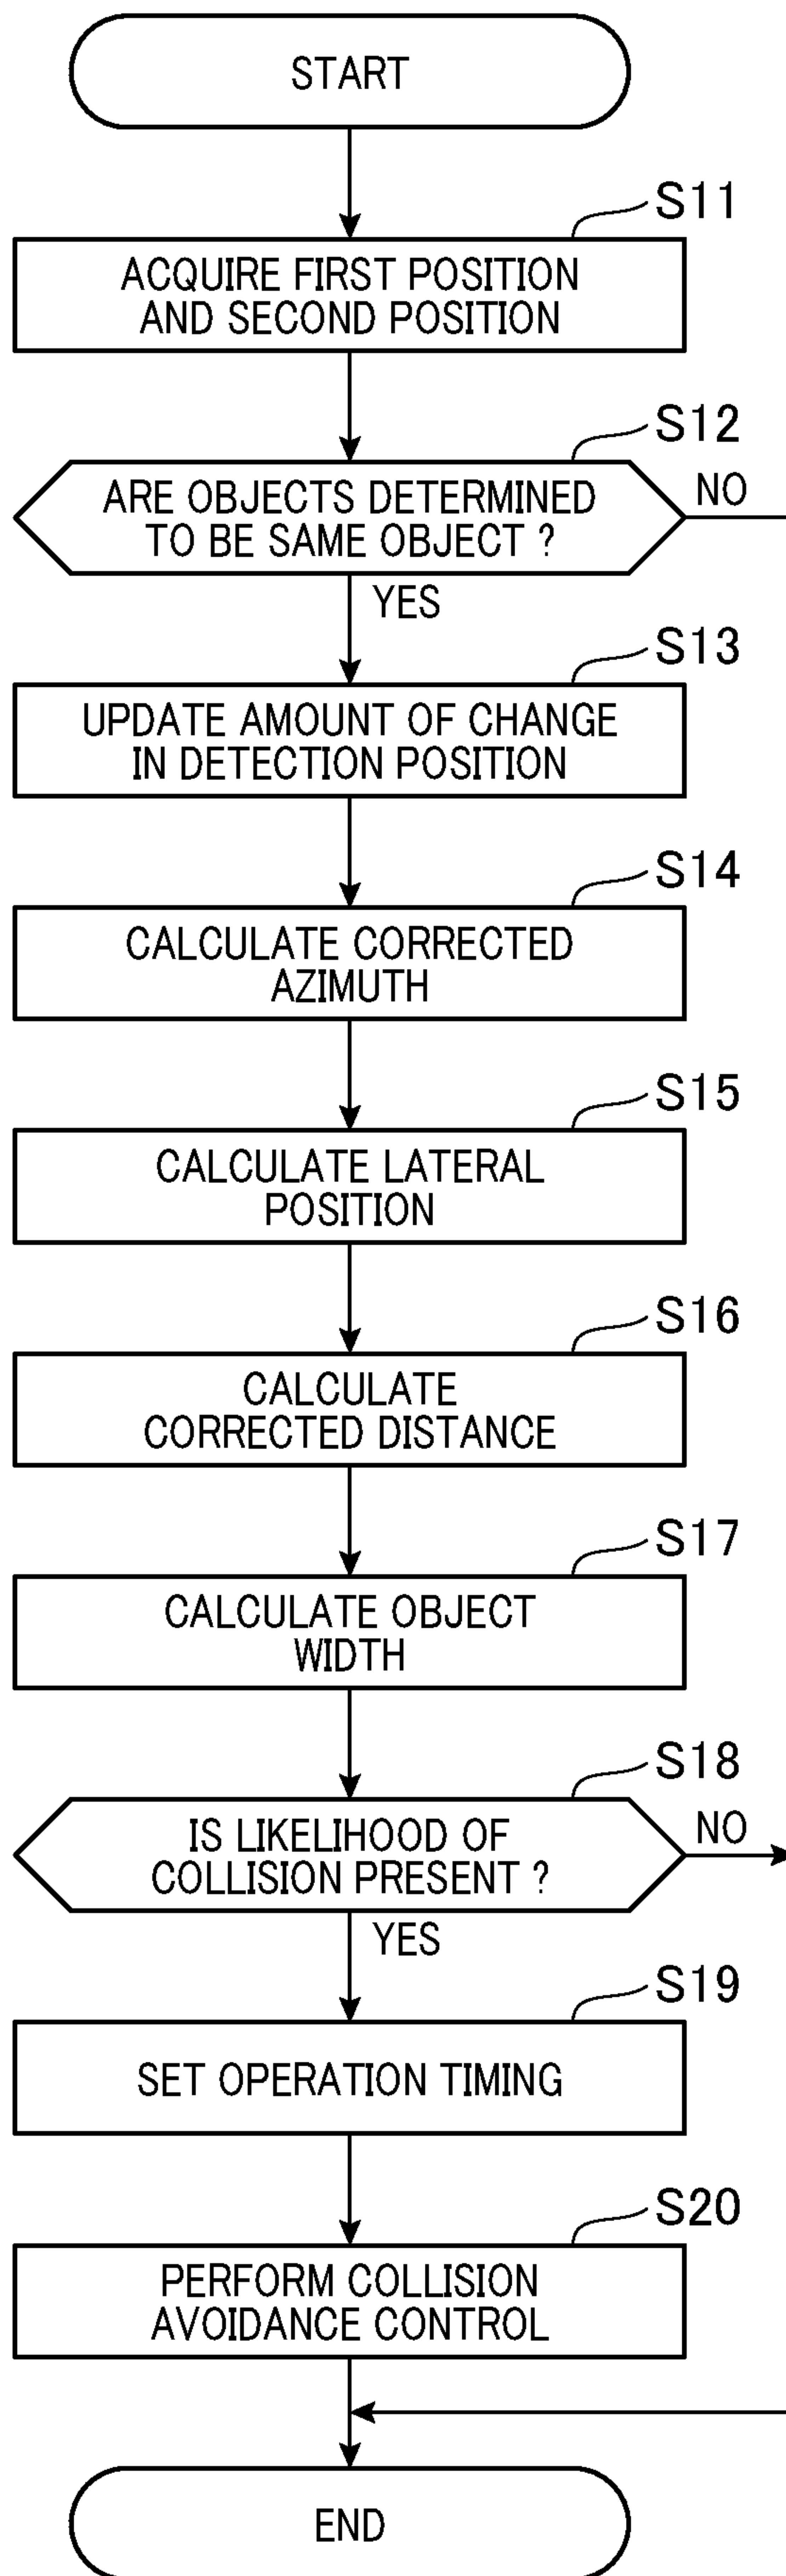 START
S11
ACQUIRE FIRST POSITION
AND SECOND POSITION
S12
ARE OBJECTS DETERMINED
TO BE SAME OBJECT ?
NO
YES
S13
UPDATE AMOUNT OF CHANGE
IN DETECTION POSITION
S14
CALCULATE CORRECTED
AZIMUTH
S15
CALCULATE LATERAL
POSITION
S16
CALCULATE
CORRECTED DISTANCE
S17
CALCULATE OBJECT
WIDTH
S18
IS LIKELIHOOD OF
COLLISION PRESENT ?
NO
YES
S19
SET OPERATION TIMING
S20
PERFORM COLLISION
AVOIDANCE CONTROL
END